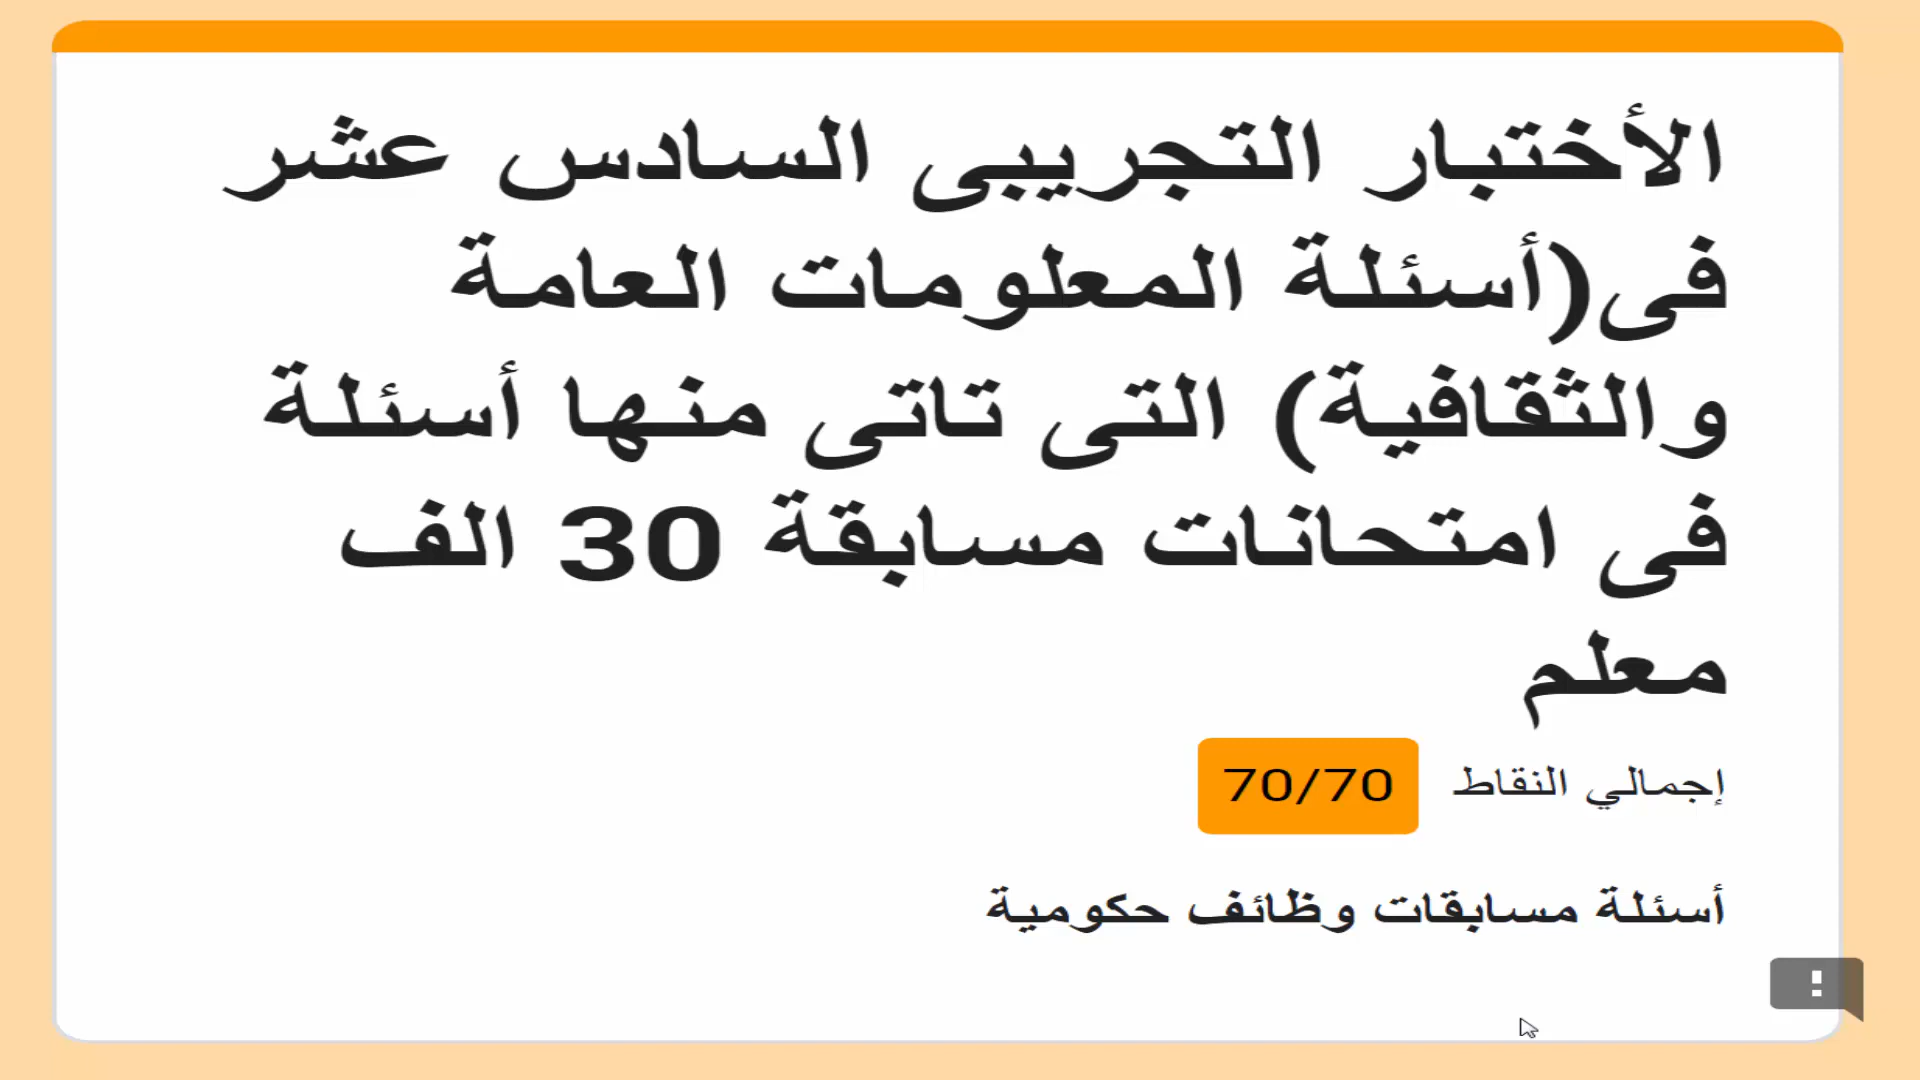 الأختبار التجريبى السادس عشر
فى(أسئلة المعلومات العامة
والثقافية) التى تاتى منها أسئلة
فى امتحانات مسابقة 30 الف
معلم
إجمالي النقاط 70/70
أسئلة مسابقات وظائف حكومية